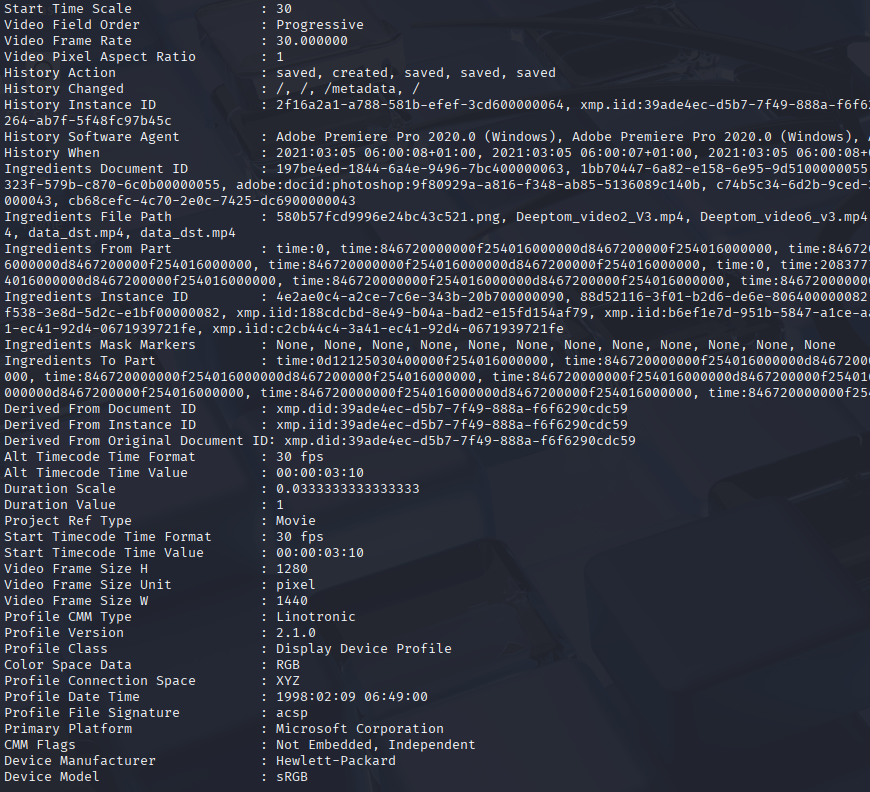 Start Time Scale                : 30
Video Field Order               : Progressive
Video Frame Rate                : 30.000000
Video Pixel Aspect Ratio        : 1
History Action                  : saved, created, saved, saved, saved
History Changed                 : /, /, /metadata, /
History Instance ID             : 2f16a2a1-a788-581b-efef-3cd600000064, xmp.iid:39ade4ec-d5b7-7f49-888a-f6f6
264-ab7f-5f48fc97b45c
History Software Agent          : Adobe Premiere Pro 2020.0 (Windows), Adobe Premiere Pro 2020.0 (Windows),
History When                    : 2021:03:05 06:00:08+01:00, 2021:03:05 06:00:07+01:00, 2021:03:05 06:00:08+
Ingredients Document ID         : 197be4ed-1844-6a4e-9496-7bc400000063, 1bb70447-6a82-e158-6e95-9d5100000055
323f-579b-c870-6c0b00000055, adobe:docid:photoshop:9f80929a-a816-f348-ab85-5136089c140b, c74b5c34-6d2b-9ced-
000043, cb68cefc-4c70-2e0c-7425-dc6900000043
Ingredients File Path           : 580b57fcd9996e24bc43c521.png, Deeptom_video2_V3.mp4, Deeptom_video6_v3.mp4
4, data_dst.mp4, data_dst.mp4
Ingredients From Part           : time:0, time:846720000000f254016000000d8467200000f254016000000, time:84672
6000000d8467200000f254016000000, time:846720000000f254016000000d8467200000f254016000000, time:0, time:208377
4016000000d8467200000f254016000000, time:846720000000f254016000000d8467200000f254016000000, time:84672000000
Ingredients Instance ID         : 4e2ae0c4-a2ce-7c6e-343b-20b700000090, 88d52116-3f01-b2d6-de6e-806400000082
f538-3e8d-5d2c-e1bf00000082, xmp.iid:188cdcbd-8e49-b04a-bad2-e15fd154af79, xmp.iid:b6ef1e7d-951b-5847-a1ce-a
1-ec41-92d4-0671939721fe, xmp.iid:c2cb44c4-3a41-ec41-92d4-0671939721fe
Ingredients Mask Markers        : None, None, None, None, None, None, None, None, None, None
Ingredients To Part             : time:0d12125030400000f254016000000, time:846720000000f254016000000d8467200
000, time:846720000000f254016000000d8467200000f254016000000, time:846720000000f254016000000d8467200000f25401
000000d8467200000f254016000000, time:846720000000f254016000000d8467200000f254016000000, time:846720000000f25
Derived From Document ID        : xmp.did:39ade4ec-d5b7-7f49-888a-f6f6290cdc59
Derived From Instance ID        : xmp.did:39ade4ec-d5b7-7f49-888a-f6f6290cdc59
Derived From Original Document ID: xmp.did:39ade4ec-d5b7-7f49-888a-f6f6290cdc59
Alt Timecode Time Format        : 30 fps
Alt Timecode Time Value         : 00:00:03:10
Duration Scale                  : 0.0333333333333333
Duration Value                  : 1
Project Ref Type                : Movie
Start Timecode Time Format      : 30 fps
Start Timecode Time Value       : 00:00:03:10
Video Frame Size H              : 1280
Video Frame Size Unit           : pixel
Video Frame Size W              : 1440
Profile CMM Type                : Linotronic
Profile Version                 : 2.1.0
Profile Class                   : Display Device Profile
Color Space Data                : RGB
Profile Connection Space        : XYZ
Profile Date Time               : 1998:02:09 06:49:00
Profile File Signature          : acsp
Primary Platform                : Microsoft Corporation
CMM Flags                       : Not Embedded, Independent
Device Manufacturer             : Hewlett-Packard
Device Model                    : sRGB